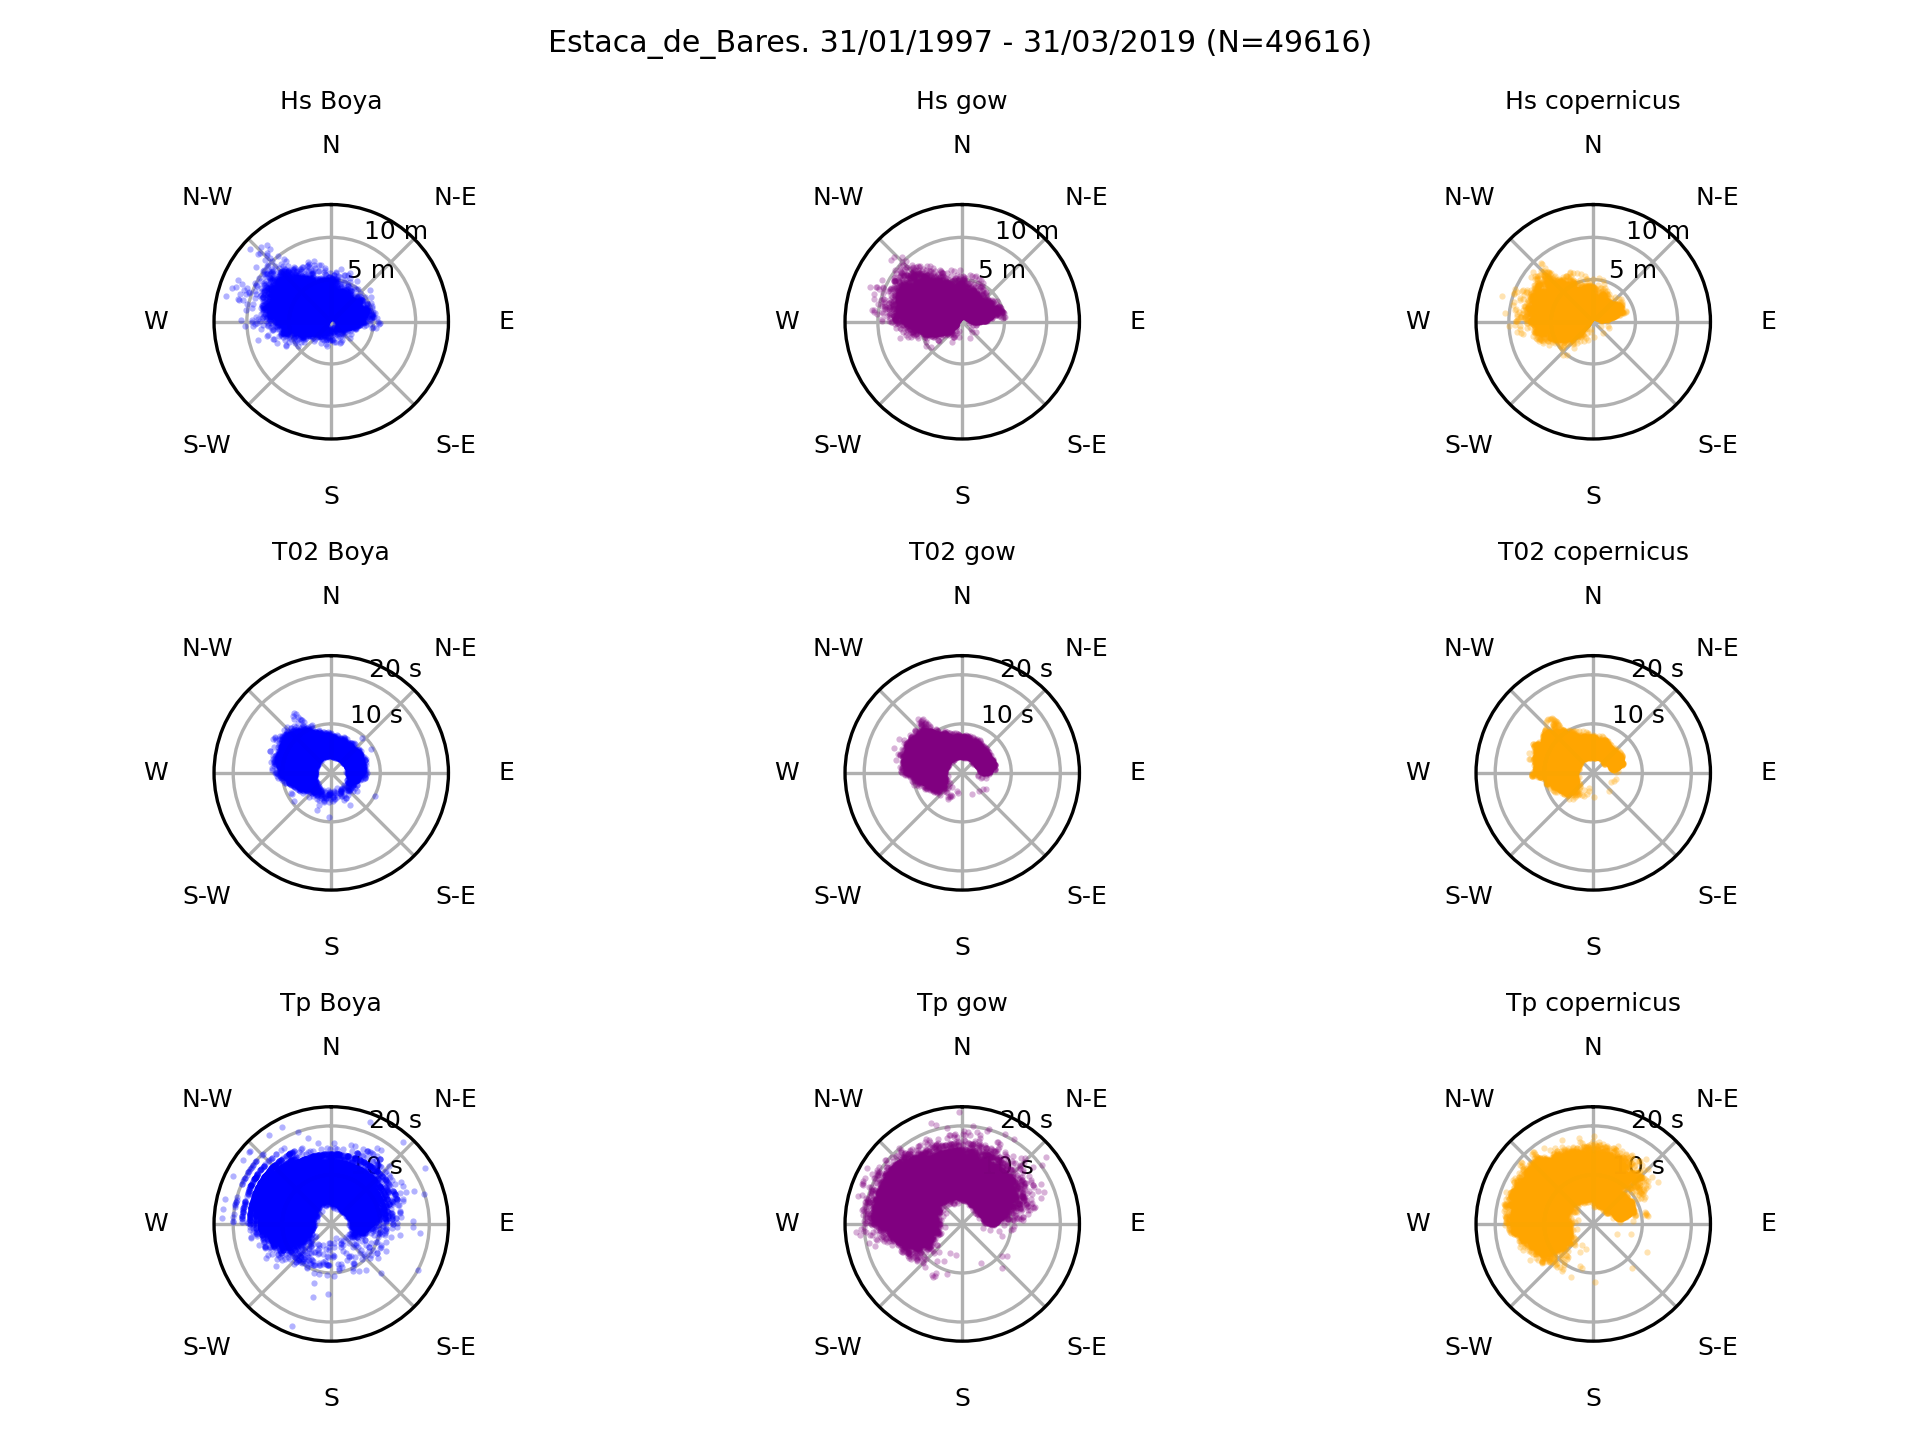 Estaca_de_Bares. 31/01/1997 - 31/03/2019 (N=49616)
Hs Boya
N
N-W
N-E
10 m
5 m
W
E
S-W
S-E
S
Hs gow
N
N-W
N-E
10 m
5 m
W
E
S-W
S-E
S
Hs copernicus
N
N-W
N-E
10 m
5 m
W
E
S-W
S-E
S
T02 Boya
N
N-W
N-E
20 s
10 s
W
E
S-W
S-E
S
T02 gow
N
N-W
N-E
20 s
10 s
W
E
S-W
S-E
S
T02 copernicus
N
N-W
N-E
20 s
10 s
W
E
S-W
S-E
S
Tp Boya
N
N-W
N-E
20 s
s
W
E
S-W
S-E
S
Tp gow
N
N-W
N-E
20 s
s
W
E
S-W
S-E
S
Tp copernicus
N
N-W
N-E
20 s
s
W
E
S-W
S-E
S